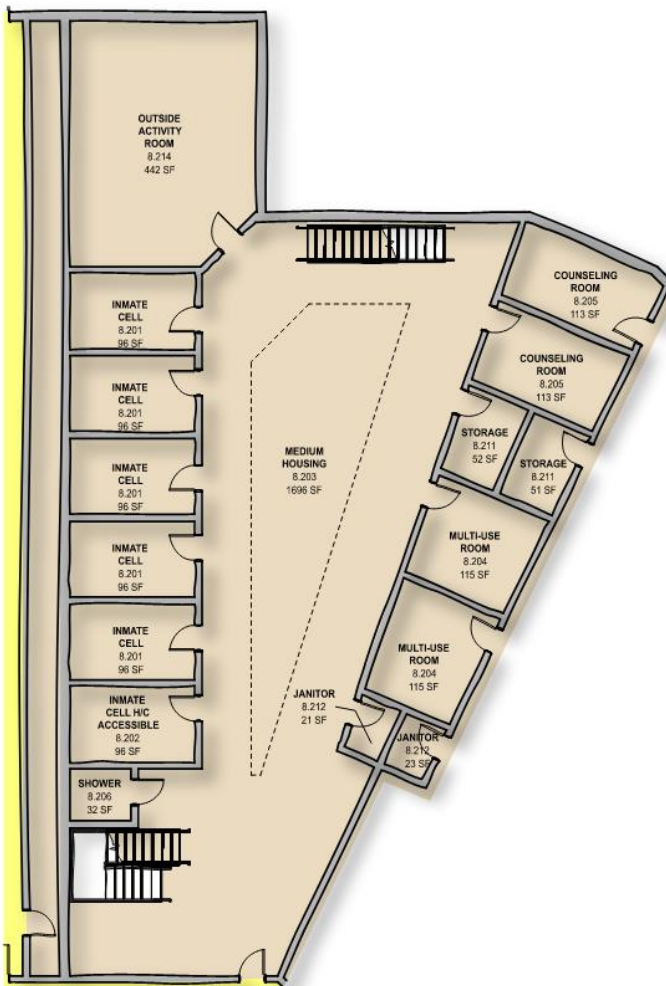 OUTSIDE
ACTIVITY
ROOM
8.214
442 SF
INMATE
CELL
8.201
96 SF
INMATE
CELL
8.201
96 SF
INMATE
CELL
8.201
96 SF
INMATE
CELL
8.201
96 SF
INMATE
CELL
8.201
96 SF
INMATE
CELL H/C
ACCESSIBLE
8.202
96 SF
SHOWER
8.206
32 SF
MEDIUM
HOUSING
8.203
1696 SF
COUNSELING
ROOM
8.205
113 SF
COUNSELING
ROOM
8.205
113 SF
STORAGE
8.211
52 SF
STORAGE
8.211
51 SF
MULTI-USE
ROOM
8.204
115 SF
MULTI-USE
ROOM
8.204
115 SF
JANITOR
8.212
21 SF
JANITOR
8.212
23 SF